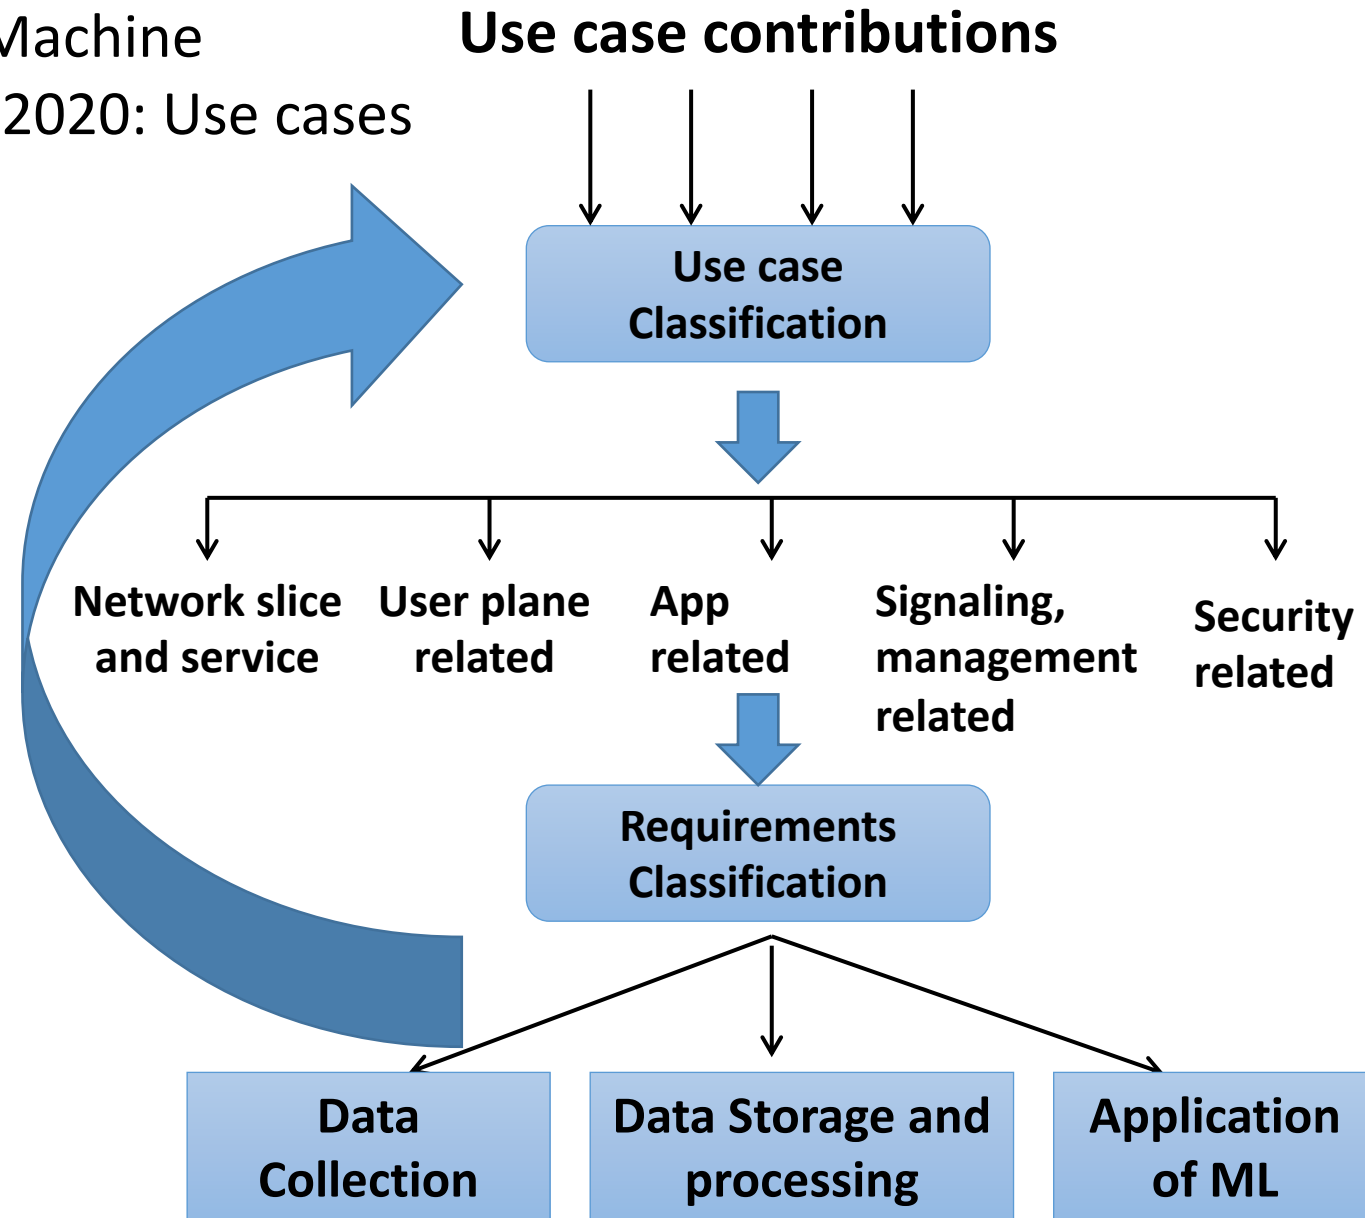 Machine
2020: Use cases
Use case contributions
Use case
Classification
Network slice
and service
User plane
related
App
related
Signaling,
management
related
Security
related
Requirements
Classification
Data
Collection
Data Storage and
processing
Application
of ML